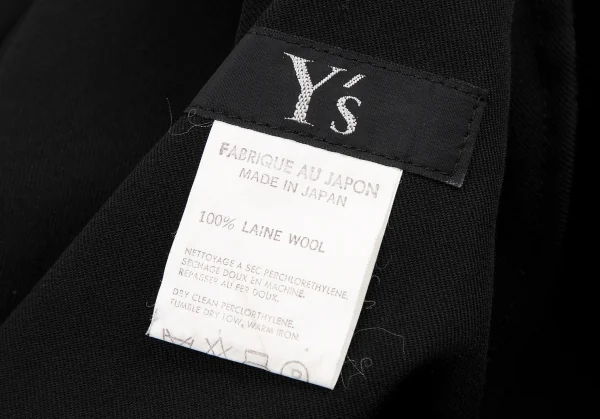 Y's
FABRIQUE AU JAPON
MADE IN JAPAN
100% LAINE WOOL
NETTOYAGE A SEC PERCHLORETHYLENE.
SECHAGE DOUX EN MACHINE.
REPASSER AU FER DOUX.
DRY CLEAN PERCLORTHYLENE.
TUMBLE DRY LOW, WARM IRON.
P